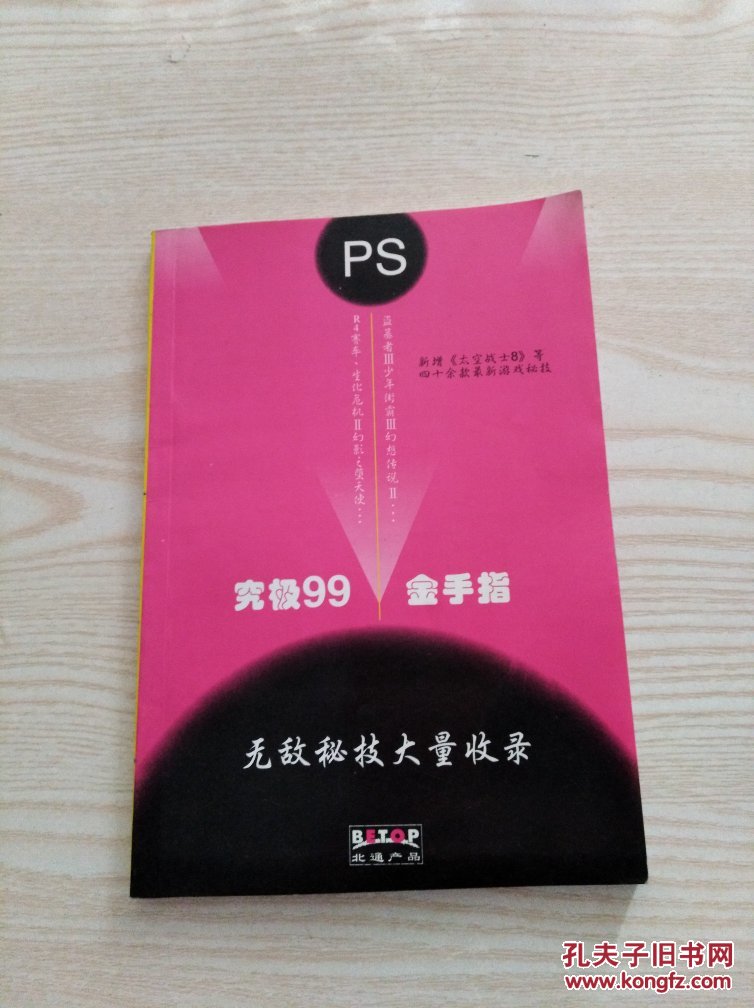 PS
盗墓者III少年街霸III幻想传说II...
R4赛车、生化危机II幻影之堕天使...
新增《太空战士8》等
四十余款最新游戏秘技
究极99 金手指
无敌秘技大量收录
BETOP
北通产品
孔夫子旧书网
www.kongfz.com